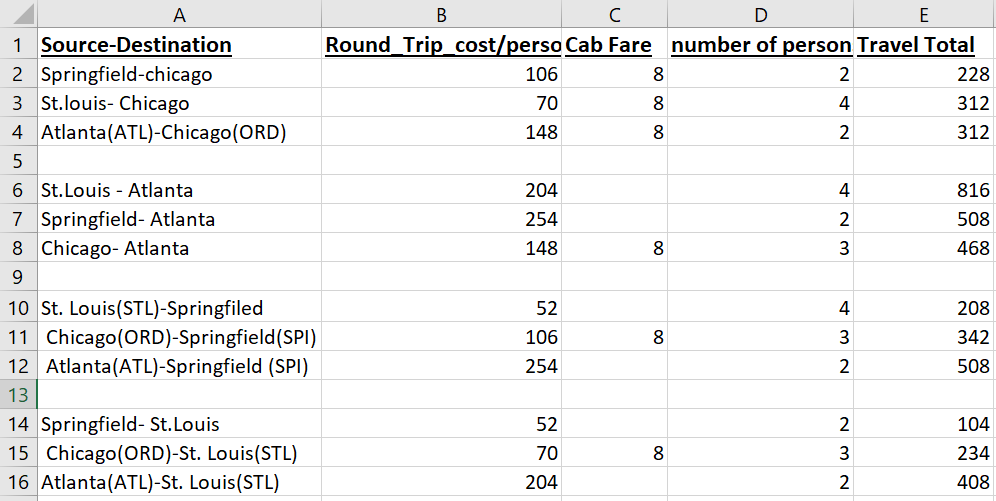 A B C D E
1 Source-Destination Round_Trip_cost/perso Cab Fare number of person Travel Total
2 Springfield-chicago 106 8 2 228
3 St.louis- Chicago 70 8 4 312
4 Atlanta(ATL)-Chicago(ORD) 148 8 2 312
5
6 St.Louis - Atlanta 204 4 816
7 Springfield- Atlanta 254 2 508
8 Chicago- Atlanta 148 8 3 468
9
10 St. Louis(STL)-Springfiled 52 4 208
11 Chicago(ORD)-Springfield(SPI) 106 8 3 342
12 Atlanta(ATL)-Springfield (SPI) 254 2 508
13
14 Springfield- St.Louis 52 2 104
15 Chicago(ORD)-St. Louis(STL) 70 8 3 234
16 Atlanta(ATL)-St. Louis(STL) 204 2 408